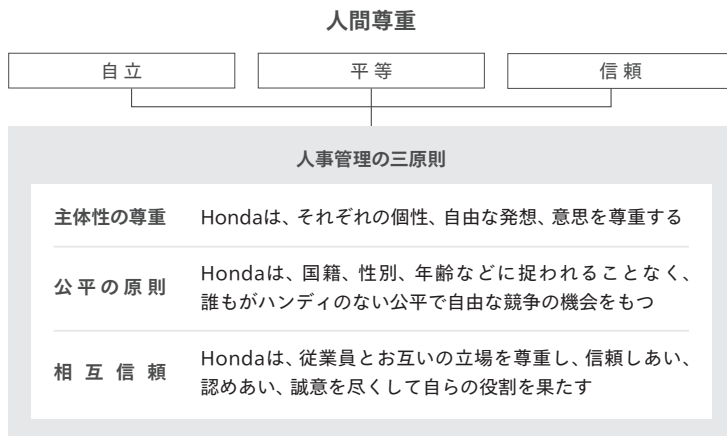 人間尊重
自立
平等
信頼
人事管理の三原則
主体性の尊重
Hondaは、それぞれの個性、自由な発想、意思を尊重する
公平の原則
Hondaは、国籍、性別、年齢などに捉われることなく、
誰もがハンディのない公平で自由な競争の機会をもつ
相互信頼
Hondaは、従業員とお互いの立場を尊重し、信頼しあい、
認めあい、誠意を尽くして自らの役割を果たす